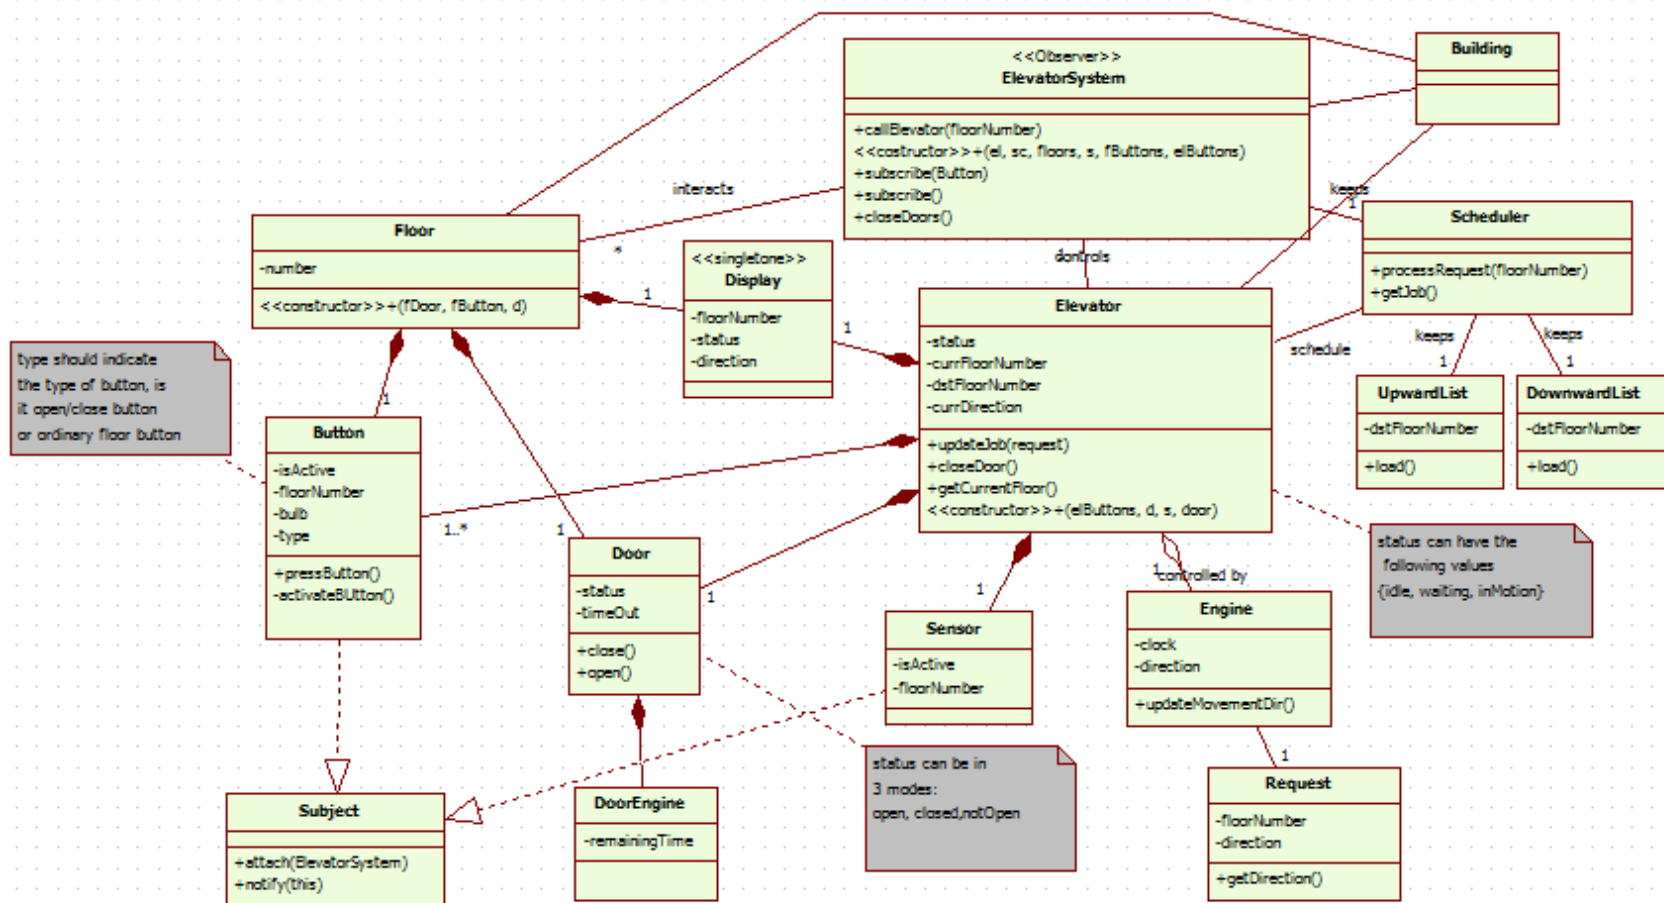 <<Observer>>
ElevatorSystem
+callElevator(floorNumber)
<<costructor>>+(el, sc, floors, s, fButtons, elButtons)
+subscribe(Button)
+subscribe()
+closeDoors()
Building
interacts
*
keeps
1
Floor
-number
<<constructor>>+(fDoor, fButton, d)
1
<<singletone>>
Display
-floorNumber
-status
-direction
1
dontrols
Scheduler
+processRequest(floorNumber)
+getJob()
schedule
keeps
1
keeps
1
Elevator
-status
-currFloorNumber
-dstFloorNumber
-currDirection
+updateJob(request)
+closeDoor()
+getCurrentFloor()
<<constructor>>+(elButtons, d, s, door)
type should indicate
the type of button, is
it open/close button
or ordinary floor button
1
Button
-isActive
-floorNumber
-bulb
-type
+pressButton()
-activateBUtton()
1..*
1
UpwardList
-dstFloorNumber
+load()
DownwardList
-dstFloorNumber
+load()
Door
-status
-timeOut
+close()
+open()
1
1
1
controlled by
status can have the
following values
{idle, waiting, inMotion}
Sensor
-isActive
-floorNumber
Engine
-clock
-direction
+updateMovementDir()
1
status can be in
3 modes:
open, closed,notOpen
Request
-floorNumber
-direction
+getDirection()
Subject
+attach(ElevatorSystem)
+notify(this)
DoorEngine
-remainingTime